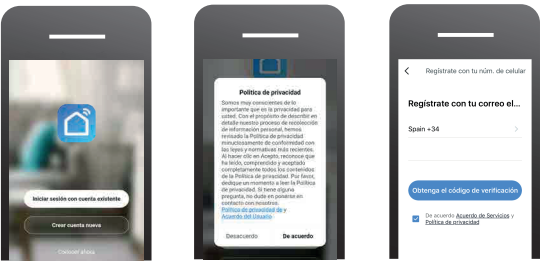 Iniciar sesión con cuenta existente
Crear cuenta nueva
Conocer ahora
Política de privacidad
Somos muy conscientes de lo
importante que es la privacidad para
usted. Con el propósito de describir en
detalle nuestro proceso de recolección
de información personal, hemos
revisado la Política de privacidad
minuciosamente de conformidad con
las leyes y normativas más recientes.
Al hacer clic en Acepto, reconoce que
ha leído, comprendido y aceptado
completamente todos los contenidos
de la Política de privacidad. Por favor,
dedique un momento a leer la Política
de privacidad. Si tiene alguna
pregunta, no dude en ponerse en
contacto con nosotros.
Política de privacidad de y
Acuerdo del Usuario
Desacuerdo De acuerdo
Regístrate con tu núm. de celular
Regístrate con tu correo el...
Spain +34
Obtenga el código de verificación
De acuerdo Acuerdo de Servicios y
Política de privacidad